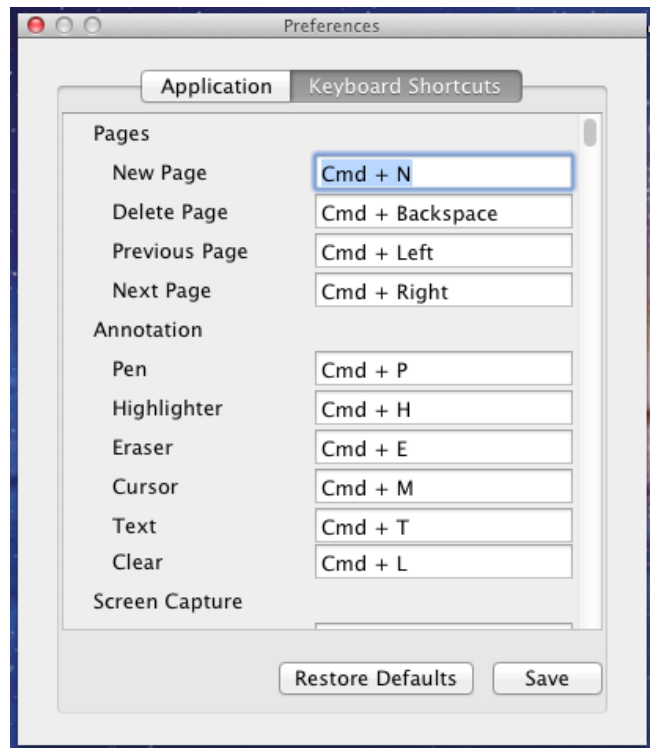 Preferences
Application Keyboard Shortcuts
Pages
New Page Cmd + N
Delete Page Cmd + Backspace
Previous Page Cmd + Left
Next Page Cmd + Right
Annotation
Pen Cmd + P
Highlighter Cmd + H
Eraser Cmd + E
Cursor Cmd + M
Text Cmd + T
Clear Cmd + L
Screen Capture
Restore Defaults Save